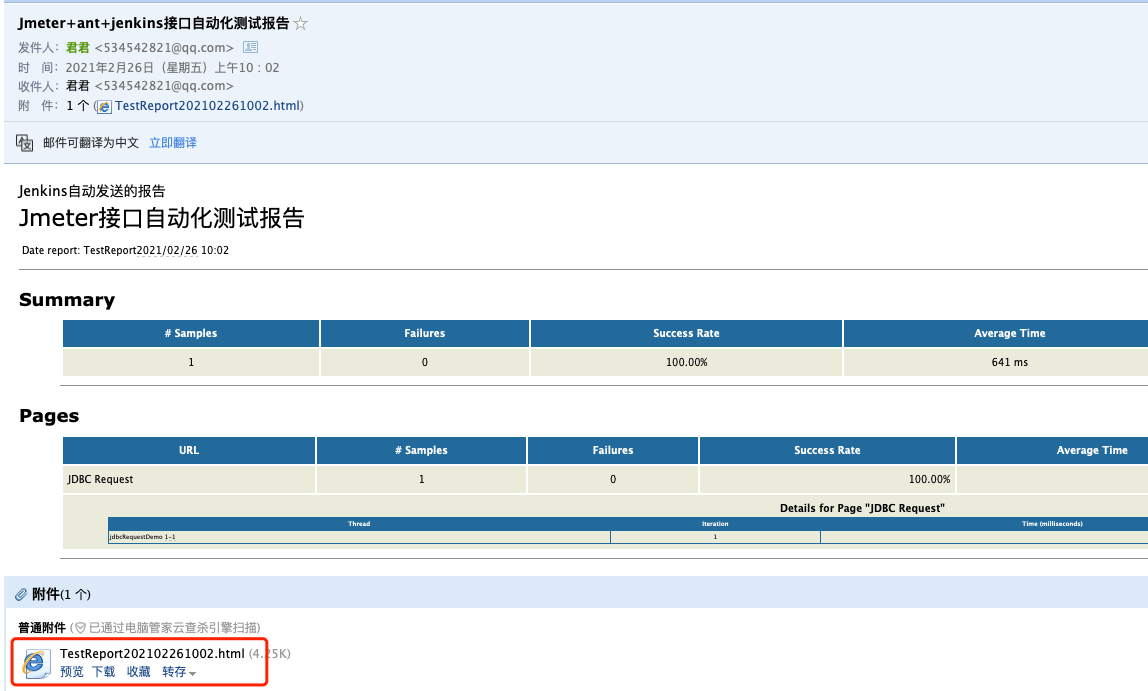 Jmeter+ant+jenkins接口自动化测试报告
发件人：君君 <534542821@qq.com>
时 间：2021年2月26日（星期五）上午10：02
收件人：君君 <534542821@qq.com>
附 件：1 个 (TestReport202102261002.html)
邮件可翻译为中文 立即翻译
Jenkins自动发送的报告
Jmeter接口自动化测试报告
Date report: TestReport2021/02/26 10:02
Summary
# Samples Failures Success Rate Average Time
1 0 100.00% 641 ms
Pages
URL # Samples Failures Success Rate Average Time
JDBC Request 1 0 100.00%
Details for Page "JDBC Request"
Thread Iteration Time (milliseconds)
jdbcRequestDemo 1-1 1
附件(1 个)
普通附件 (已通过电脑管家云查杀引擎扫描)
TestReport202102261002.html (4.25K)
预览 下载 收藏 转存